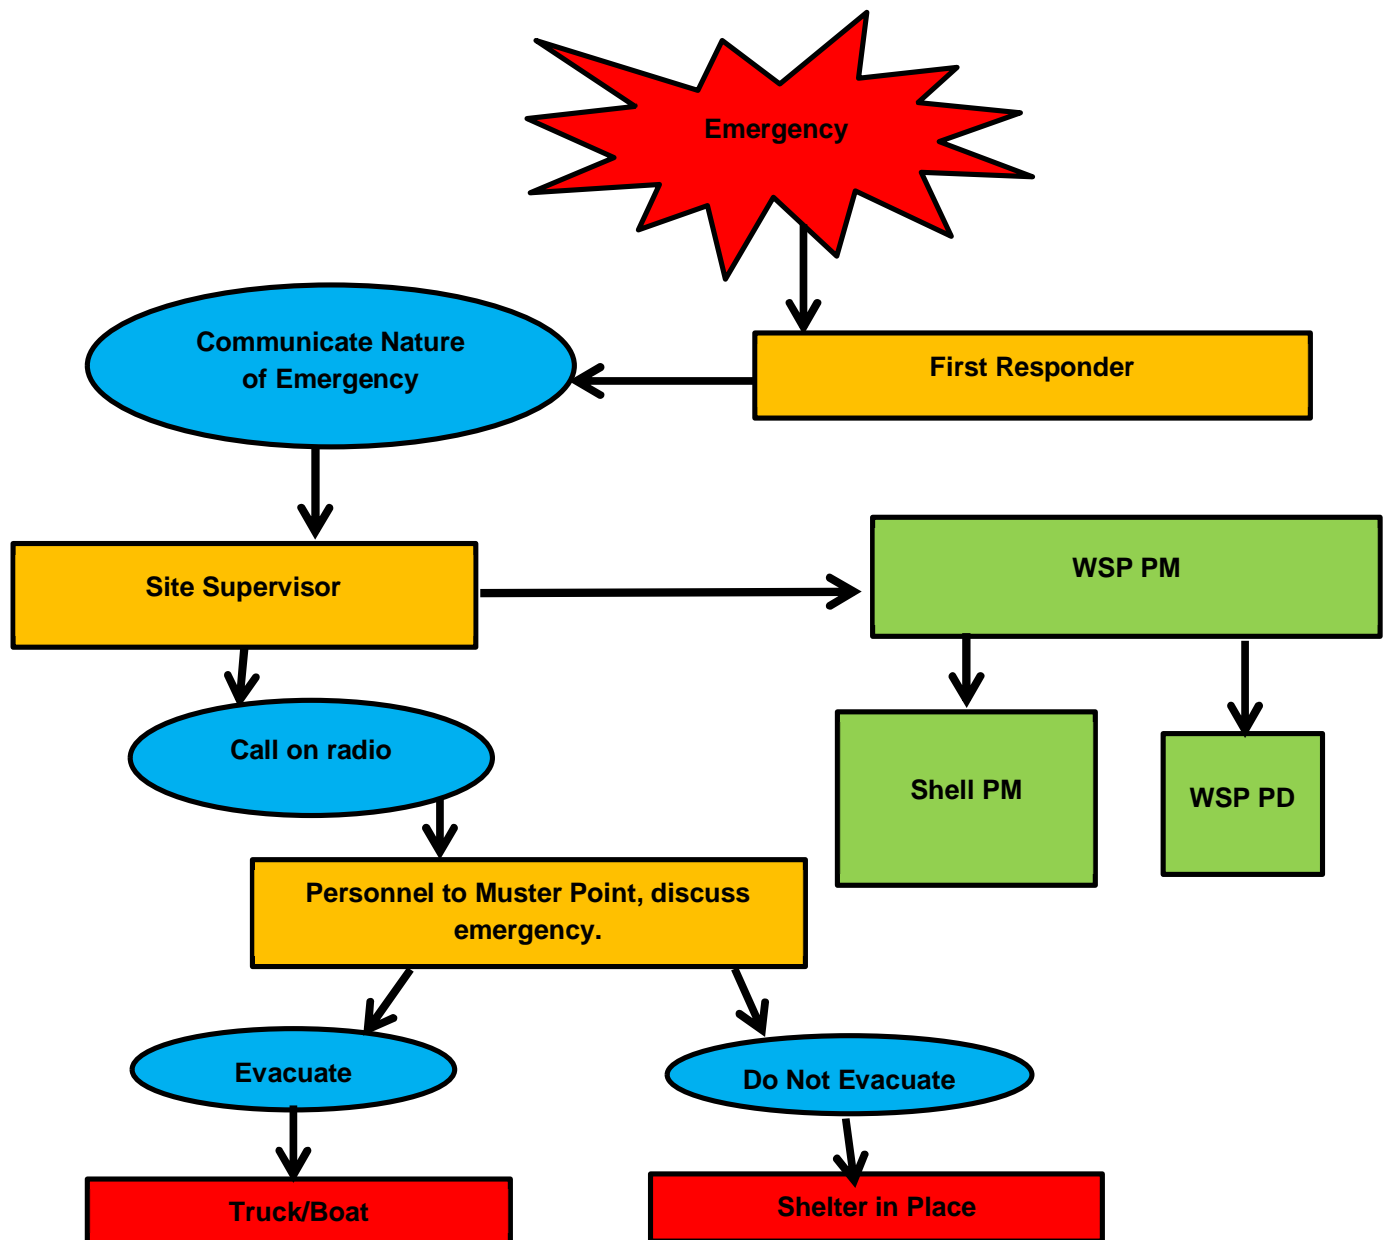 Emergency
Communicate Nature
of Emergency
First Responder
Site Supervisor
WSP PM
Call on radio
Shell PM
WSP PD
Personnel to Muster Point, discuss
emergency.
Evacuate
Do Not Evacuate
Truck/Boat
Shelter in Place